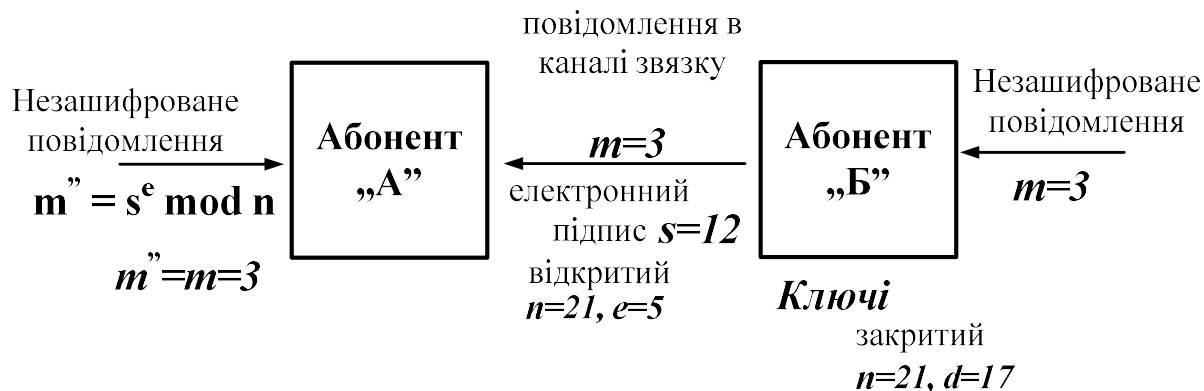 повідомлення в
каналі звязку
Незашифроване
повідомлення
m” = s^e mod n
m”=m=3
Абонент
„А”
m=3
електронний
підпис s=12
відкритий
n=21, e=5
Абонент
„Б”
Ключі
закритий
n=21, d=17
Незашифроване
повідомлення
m=3